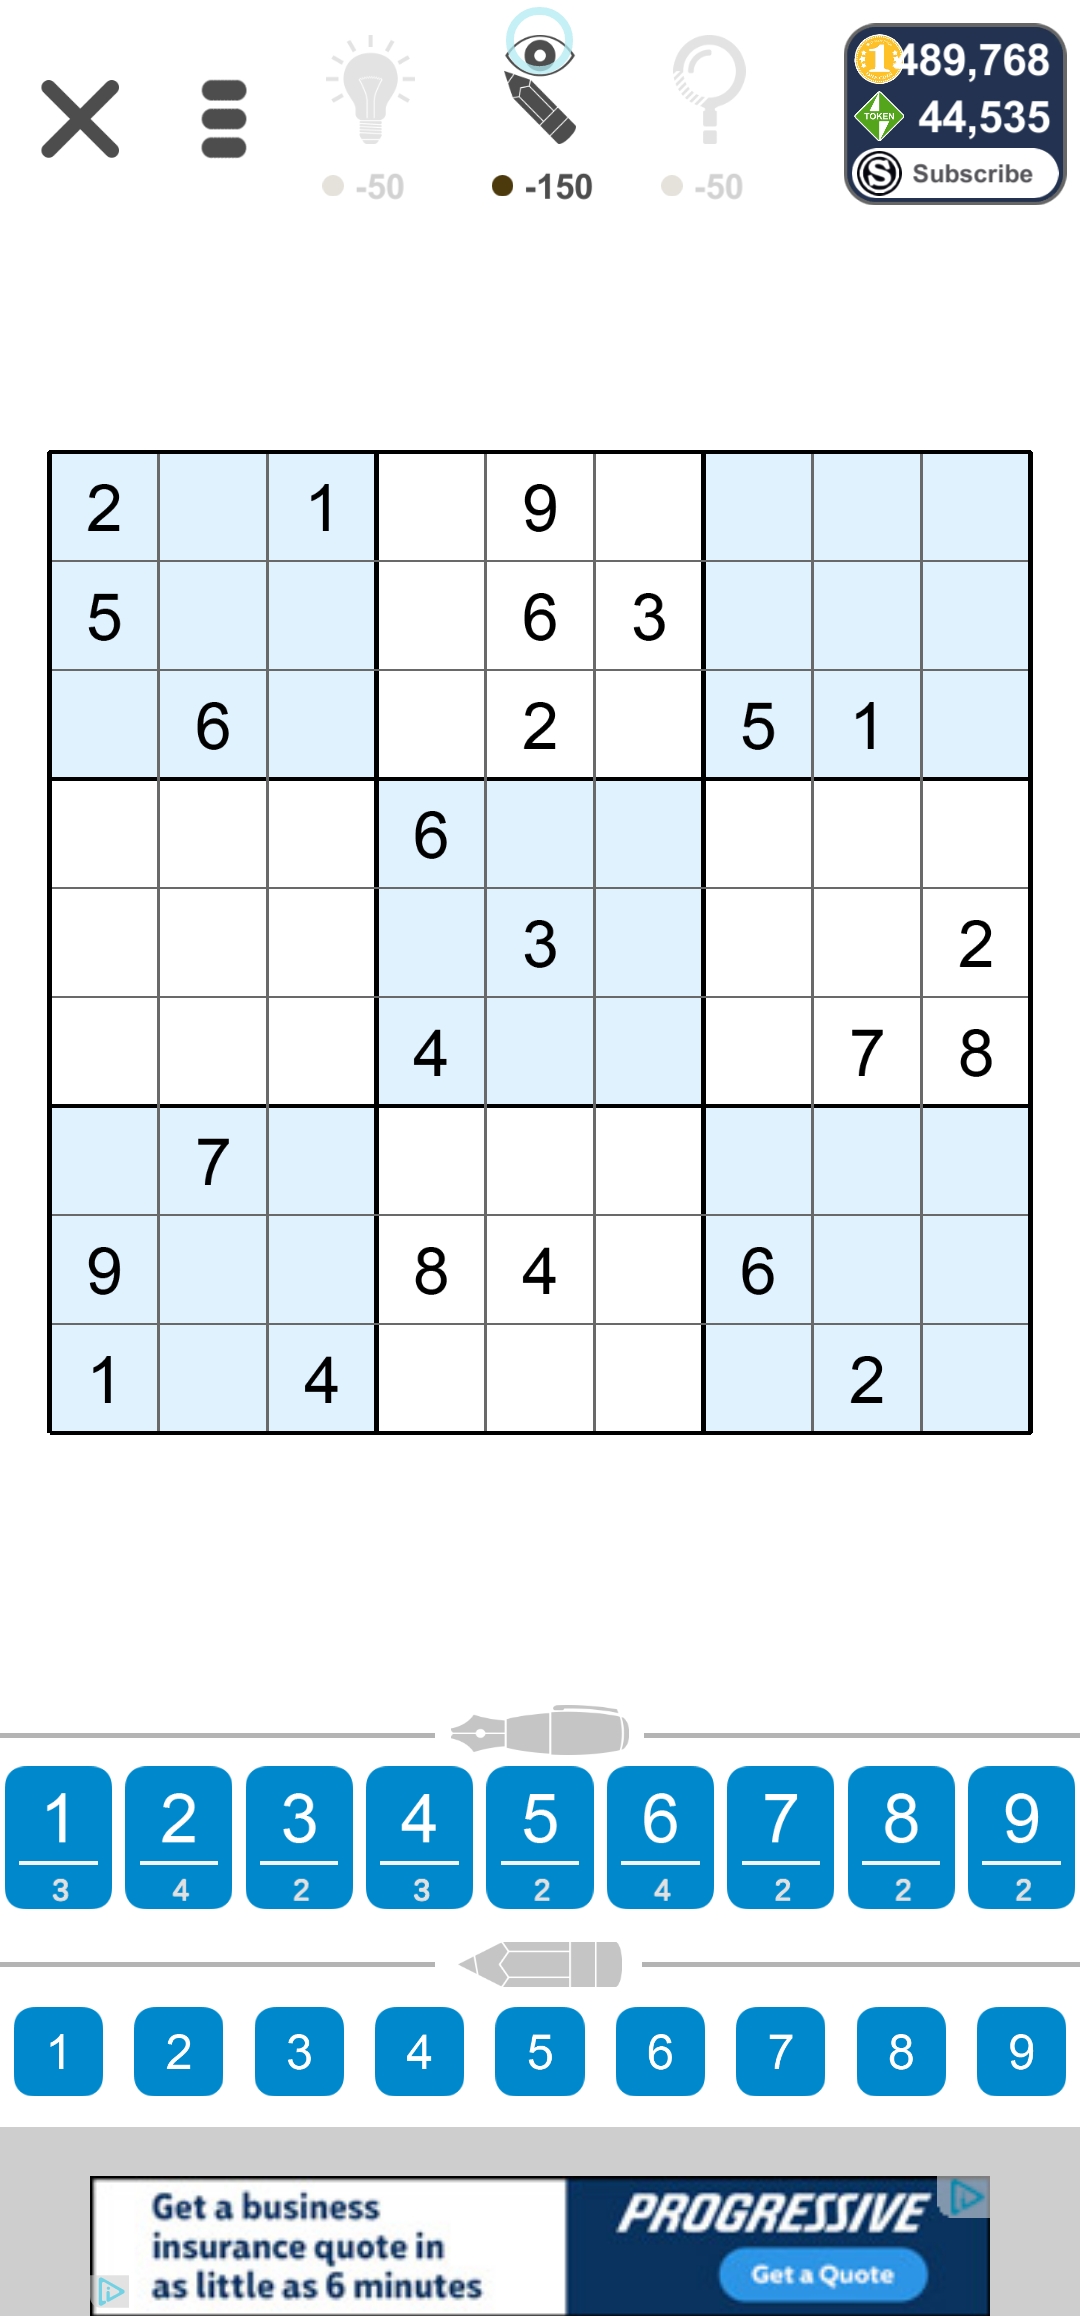 489,768
TOKEN 44,535
-50 -150 -50
S Subscribe
2 1 9
5 6 3
6 2 5 1
6
3 2
4 7 8
7
9 8 4 6
1 4 2
1 2 3 4 5 6 7 8 9
3 4 2 3 2 4 2 2 2
1 2 3 4 5 6 7 8 9
Get a business
insurance quote in
as little as 6 minutes
PROGRESSIVE
Get a Quote